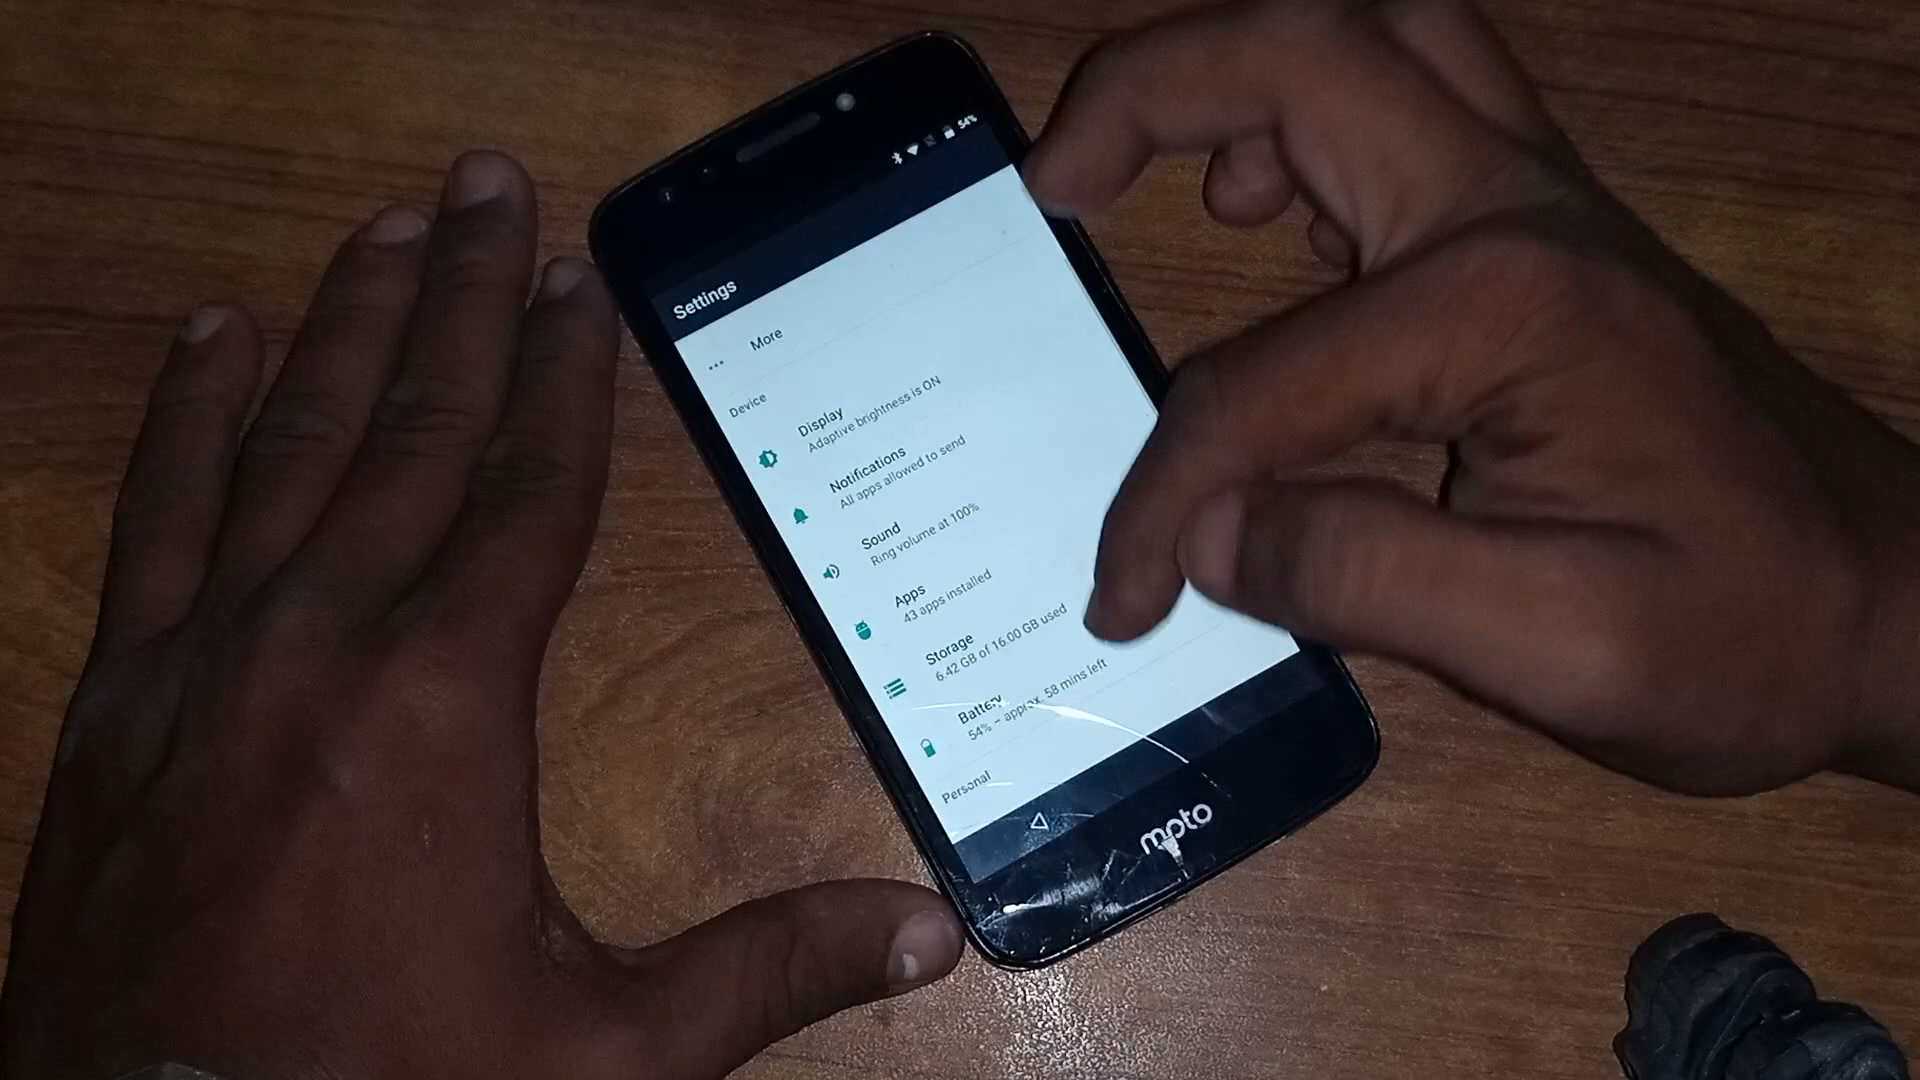 54%
Settings
More
Device
Display
Adaptive brightness is ON
Notifications
All apps allowed to send
Sound
Ring volume at 100%
Apps
43 apps installed
Storage
6.42 GB of 16.00 GB used
Battery
54% – approx. 58 mins left
Personal
moto